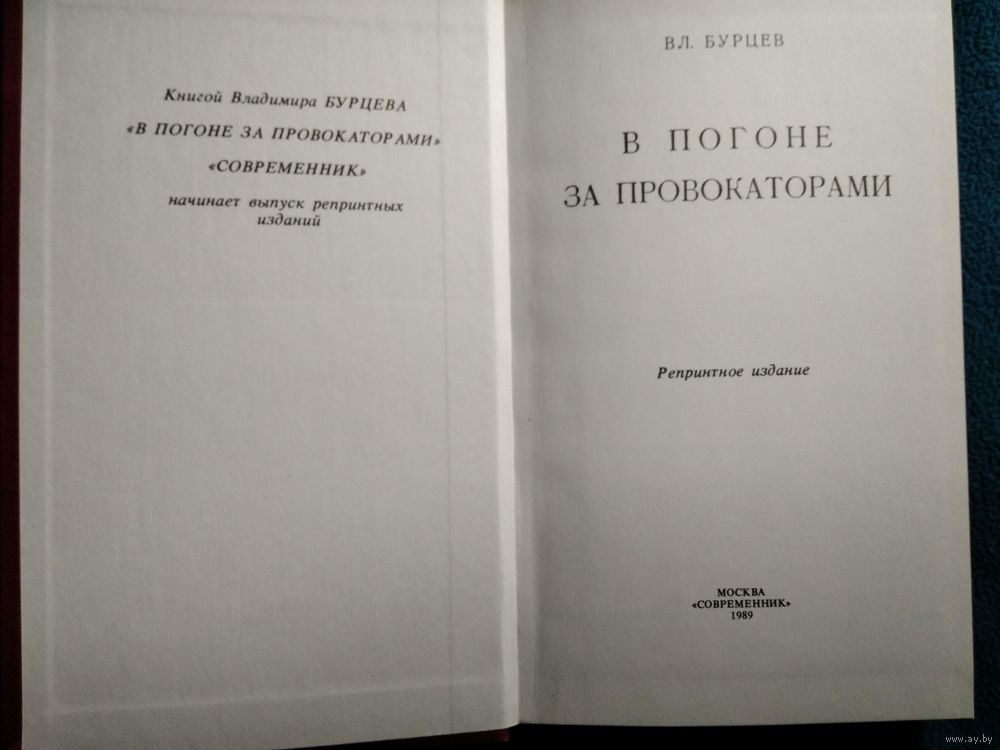 Книгой Владимира БУРЦЕВА
«В ПОГОНЕ ЗА ПРОВОКАТОРАМИ»
«СОВРЕМЕННИК»
начинает выпуск репринтных
изданий
ВЛ. БУРЦЕВ
В ПОГОНЕ
ЗА ПРОВОКАТОРАМИ
Репринтное издание
МОСКВА
«СОВРЕМЕННИК»
1989
www.ay.by